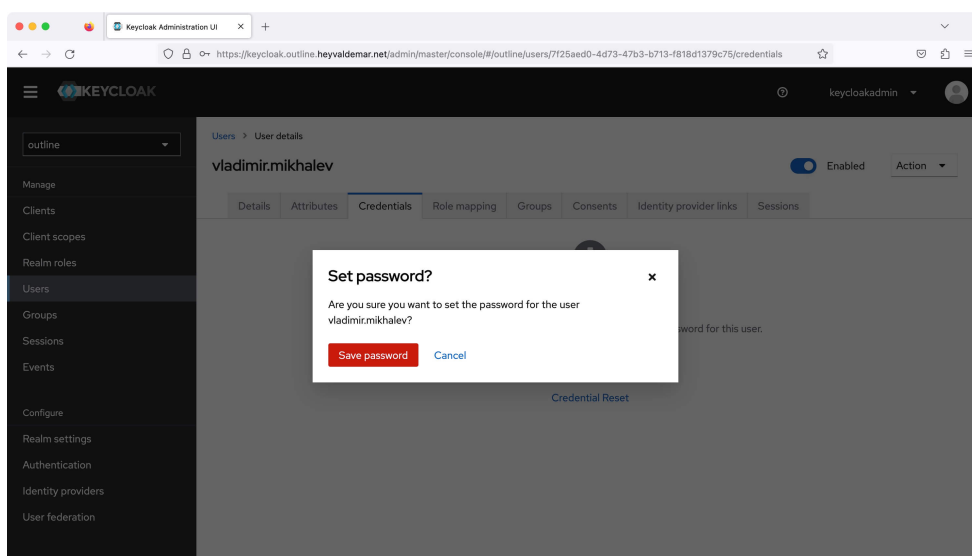 Keycloak Administration UI
https://keycloak.outline.heyvaldemar.net/admin/master/console/#/outline/users/7f25aed0-4d73-47b3-b713-f818d1379c75/credentials
KEYCLOAK
keycloakadmin
outline
Manage
Clients
Client scopes
Realm roles
Users
Groups
Sessions
Events
Configure
Realm settings
Authentication
Identity providers
User federation
Users > User details
vladimir.mikhalev
Enabled
Action
Details Attributes Credentials Role mapping Groups Consents Identity provider links Sessions
Set password?
Are you sure you want to set the password for the user
vladimir.mikhalev?
Save password Cancel
for this user.
Credential Reset